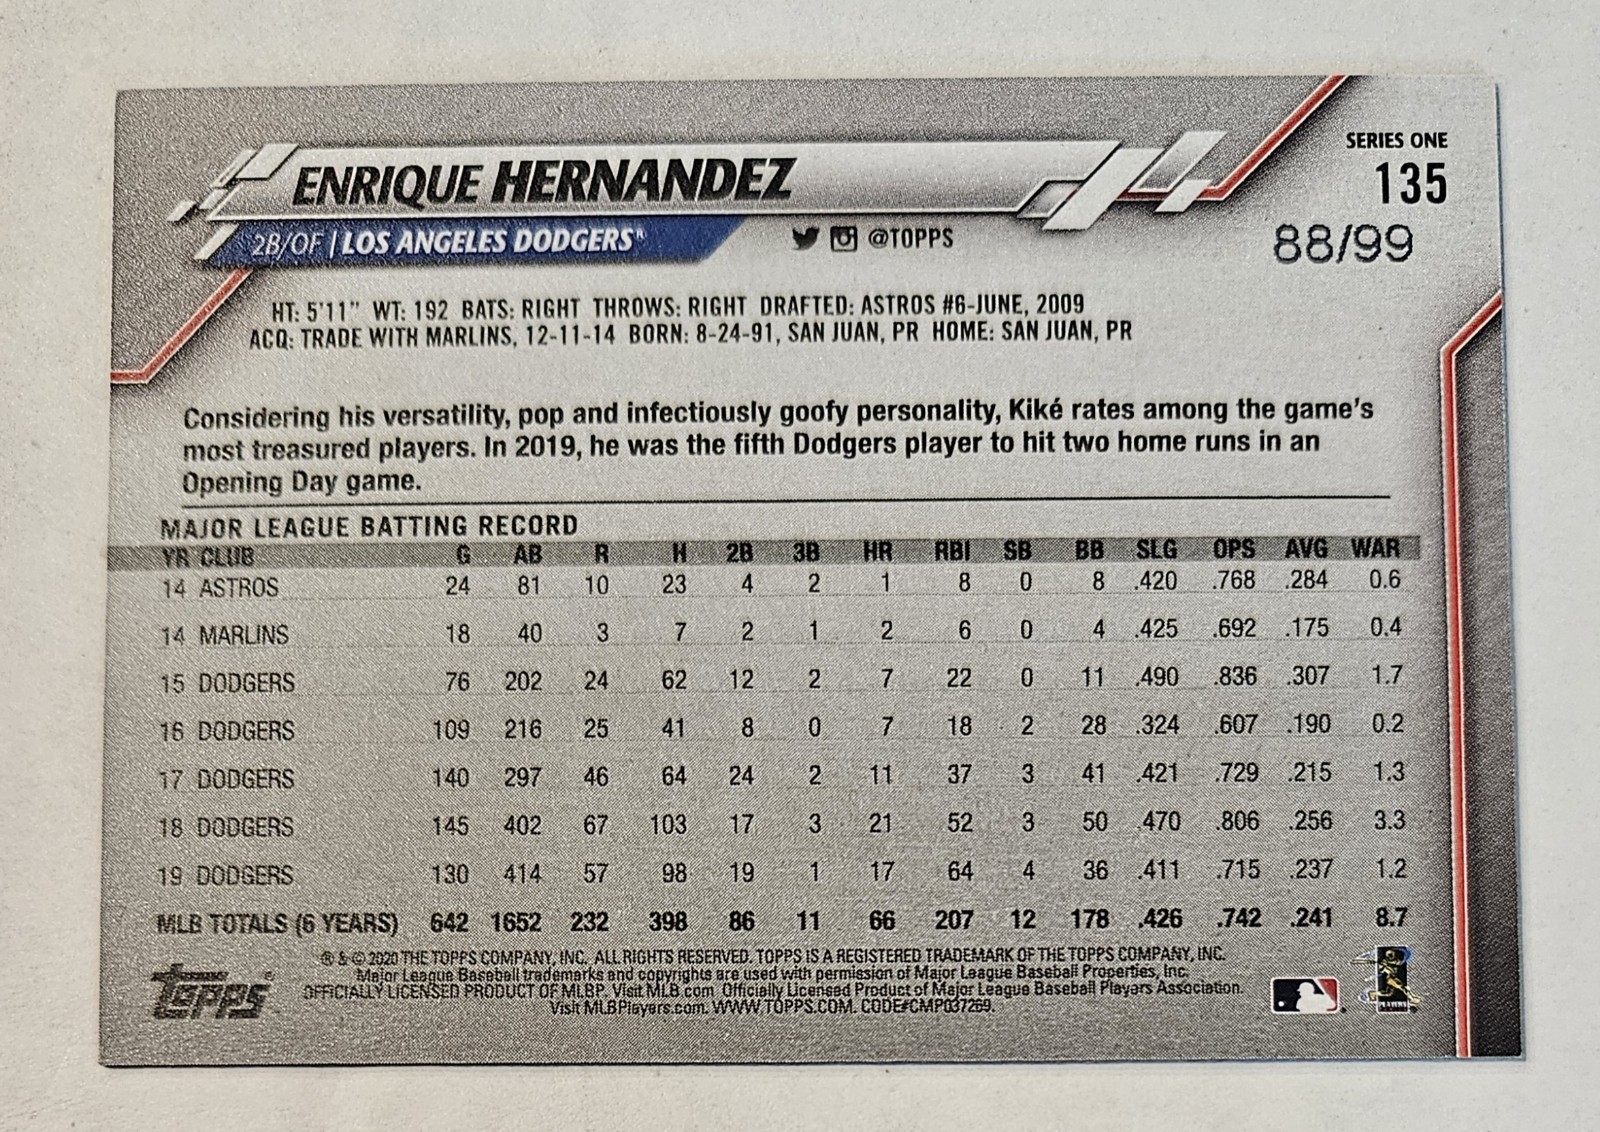 SERIES ONE
135
88/99
ENRIQUE HERNANDEZ
2B/OF | LOS ANGELES DODGERS®
@TOPPS
HT: 5'11" WT: 192 BATS: RIGHT THROWS: RIGHT DRAFTED: ASTROS #6-JUNE, 2009
ACQ: TRADE WITH MARLINS, 12-11-14 BORN: 8-24-91, SAN JUAN, PR HOME: SAN JUAN, PR
Considering his versatility, pop and infectiously goofy personality, Kiké rates among the game's
most treasured players. In 2019, he was the fifth Dodgers player to hit two home runs in an
Opening Day game.
MAJOR LEAGUE BATTING RECORD
YR CLUB G AB R H 2B 3B HR RBI SB BB SLG OPS AVG WAR
14 ASTROS 24 81 10 23 4 2 1 8 0 8 .420 .768 .284 0.6
14 MARLINS 18 40 3 7 2 1 2 6 0 4 .425 .692 .175 0.4
15 DODGERS 76 202 24 62 12 2 7 22 0 11 .490 .836 .307 1.7
16 DODGERS 109 216 25 41 8 0 7 18 2 28 .324 .607 .190 0.2
17 DODGERS 140 297 46 64 24 2 11 37 3 41 .421 .729 .215 1.3
18 DODGERS 145 402 67 103 17 3 21 52 3 50 .470 .806 .256 3.3
19 DODGERS 130 414 57 98 19 1 17 64 4 36 .411 .715 .237 1.2
MLB TOTALS (6 YEARS) 642 1652 232 398 86 11 66 207 12 178 .426 .742 .241 8.7
® & © 2020 THE TOPPS COMPANY, INC. ALL RIGHTS RESERVED. TOPPS IS A REGISTERED TRADEMARK OF THE TOPPS COMPANY, INC.
Major League Baseball trademarks and copyrights are used with permission of Major League Baseball Properties, Inc.
OFFICIALLY LICENSED PRODUCT OF MLBP. Visit MLB.com Officially Licensed Product of Major League Baseball Players Association.
Visit MLBPlayers.com. WWW.TOPPS.COM. CODE#CMP037269.
Topps®
PLAYERS